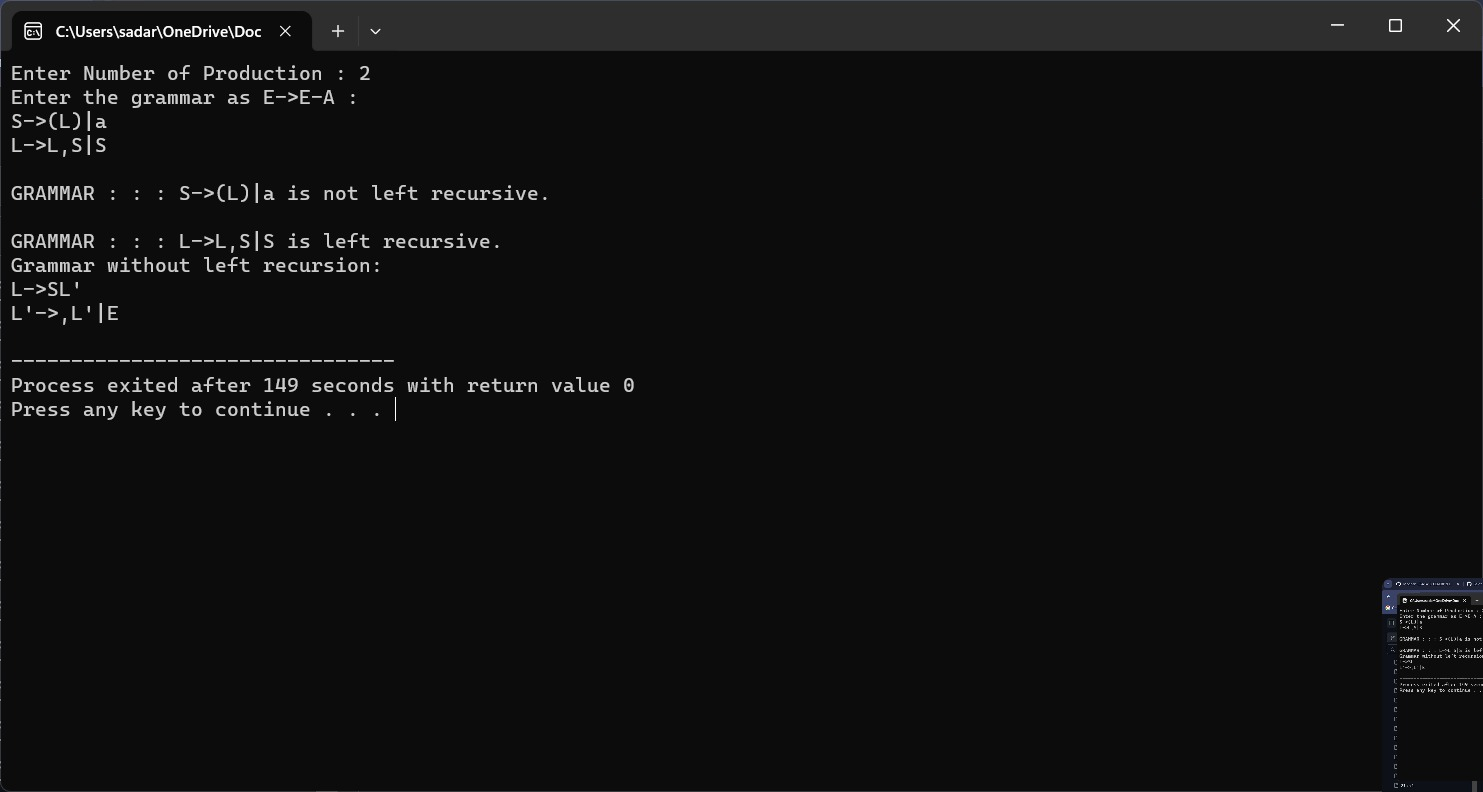 C:\Users\sadar\OneDrive\Doc
Enter Number of Production : 2
Enter the grammar as E->E-A :
S->(L)|a
L->L,S|S
GRAMMAR : : : S->(L)|a is not left recursive.
GRAMMAR : : : L->L,S|S is left recursive.
Grammar without left recursion:
L->SL'
L'->,L'|E
--------------------------------
Process exited after 149 seconds with return value 0
Press any key to continue . . .